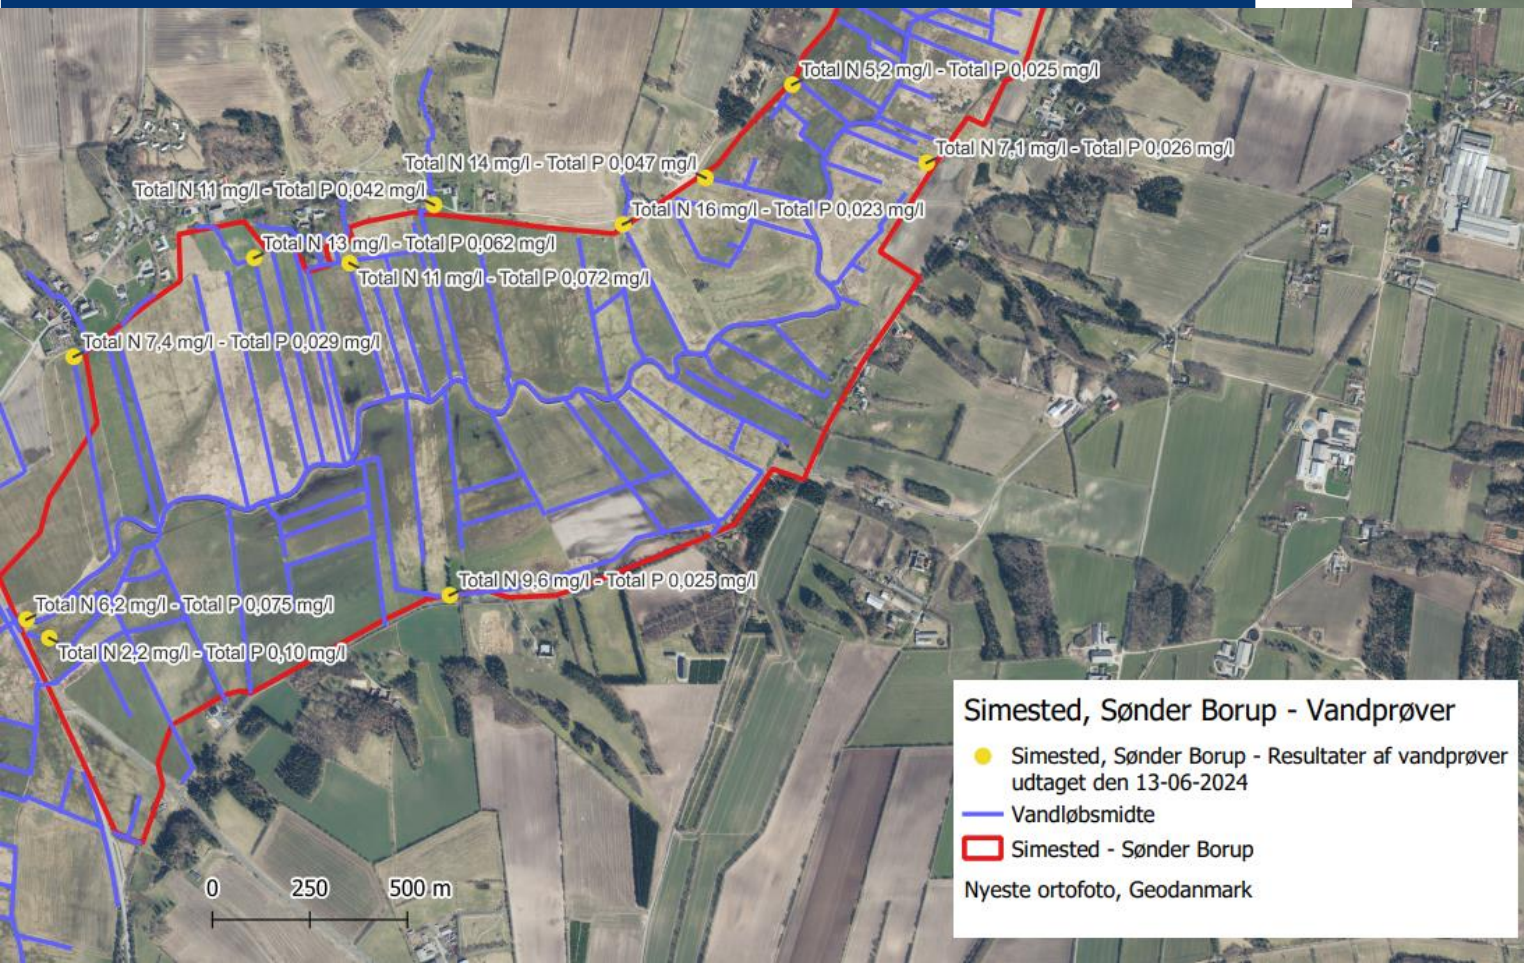 Total N 5,2 mg/l - Total P 0,025 mg/l
Total N 7,1 mg/l - Total P 0,026 mg/l
Total N 14 mg/l - Total P 0,047 mg/l
Total N 11 mg/l - Total P 0,042 mg/l
Total N 16 mg/l - Total P 0,023 mg/l
Total N 13 mg/l - Total P 0,062 mg/l
Total N 11 mg/l - Total P 0,072 mg/l
Total N 7,4 mg/l - Total P 0,029 mg/l
Total N 9,6 mg/l - Total P 0,025 mg/l
Total N 6,2 mg/l - Total P 0,075 mg/l
Total N 2,2 mg/l - Total P 0,10 mg/l
Simested, Sønder Borup - Vandprøver
Simested, Sønder Borup - Resultater af vandprøver
udtaget den 13-06-2024
Vandløbsmidte
Simested - Sønder Borup
Nyeste ortofoto, Geodanmark
0 250 500 m